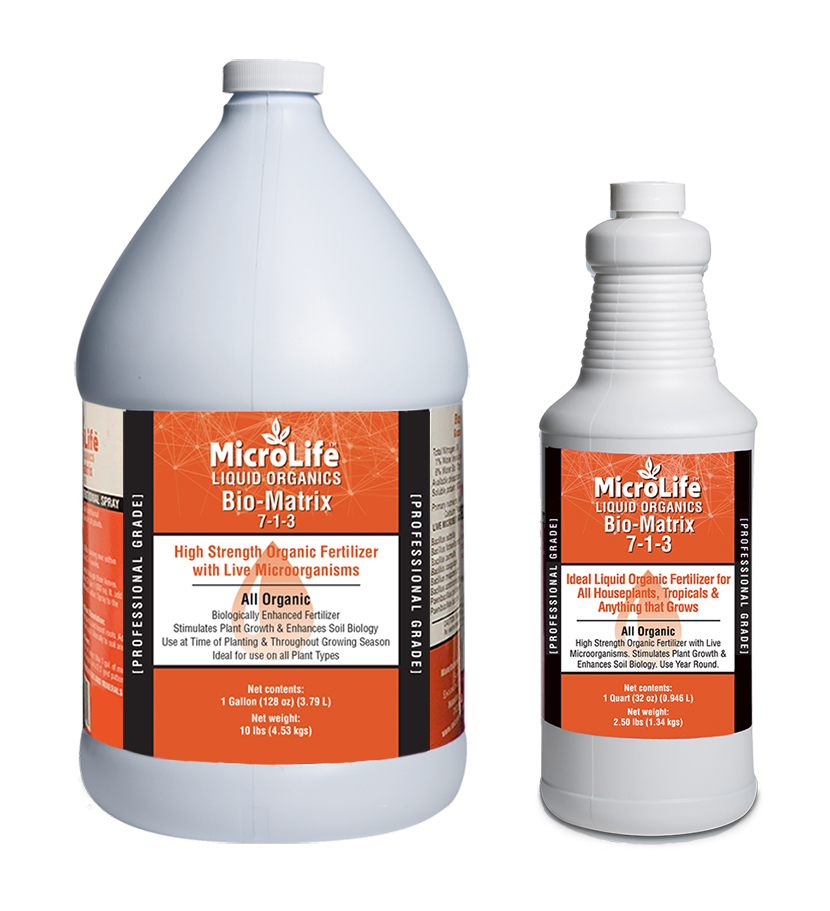 MicroLife™
LIQUID ORGANICS
Bio-Matrix
7-1-3
High Strength Organic Fertilizer
with Live Microorganisms
All Organic
Biologically Enhanced Fertilizer
Stimulates Plant Growth & Enhances Soil Biology
Use at Time of Planting & Throughout Growing Season
Ideal for use on all Plant Types
Net contents:
1 Gallon (128 oz) (3.79 L)
Net weight:
10 lbs (4.53 kgs)
[PROFESSIONAL GRADE]
[PROFESSIONAL GRADE]
Total Nitrogen
MicroLife™
LIQUID ORGANICS
Bio-Matrix
7-1-3
Ideal Liquid Organic Fertilizer for
All Houseplants, Tropicals &
Anything that Grows
All Organic
High Strength Organic Fertilizer with Live
Microorganisms. Stimulates Plant Growth &
Enhances Soil Biology. Use Year Round.
Net contents:
1 Quart (32 oz) (0.946 L)
Net weight:
2.50 lbs (1.34 kgs)
[PROFESSIONAL GRADE]
[PROFESSIONAL GRADE]